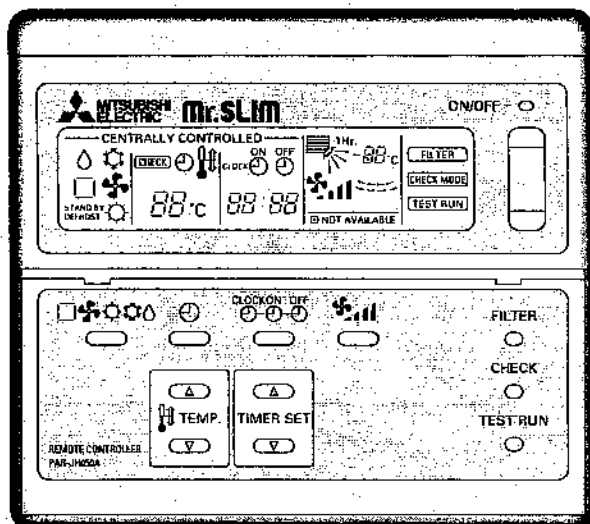 MITSUBISHI ELECTRIC Mr.SLIM
ON/OFF
CENTRALLY CONTROLLED
CHECK
CLOCK ON OFF
1Hr.
-88°C
FILTER
CHECK MODE
TEST RUN
STAND BY
DEFROST
88°C
88:88
NOT AVAILABLE
CLOCK ON OFF
FILTER
CHECK
TEST RUN
TEMP.
TIMER SET
REMOTE CONTROLLER